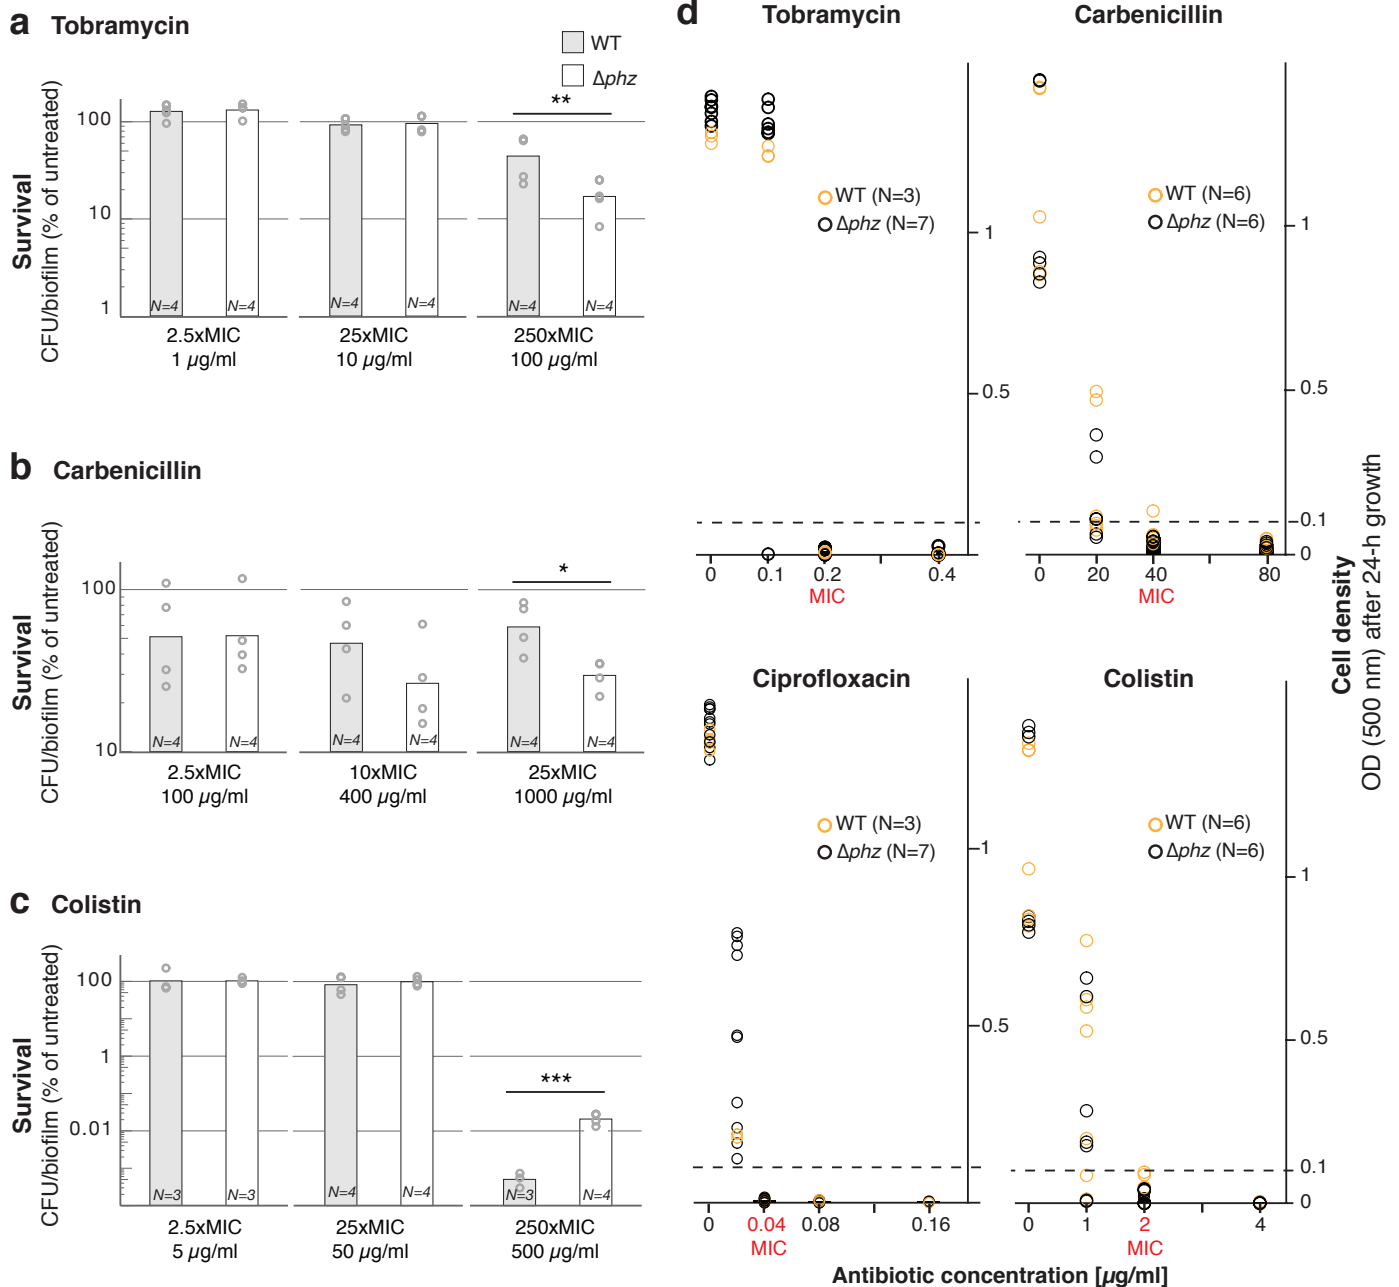 a Tobramycin
WT
Δphz
Survival
CFU/biofilm (% of untreated)
100
10
1
**
N=4 N=4 N=4 N=4 N=4 N=4
2.5xMIC 25xMIC 250xMIC
1 µg/ml 10 µg/ml 100 µg/ml
b Carbenicillin
Survival
CFU/biofilm (% of untreated)
100
10
*
N=4 N=4 N=4 N=4 N=4 N=4
2.5xMIC 10xMIC 25xMIC
100 µg/ml 400 µg/ml 1000 µg/ml
c Colistin
Survival
CFU/biofilm (% of untreated)
100
1
0.01
***
N=3 N=3 N=4 N=4 N=3 N=4
2.5xMIC 25xMIC 250xMIC
5 µg/ml 50 µg/ml 500 µg/ml
d Tobramycin
WT (N=3)
Δphz (N=7)
1
0.5
0 0.1 0.2 0.4
MIC
Carbenicillin
WT (N=6)
Δphz (N=6)
1
0.5
0.1
0
0 20 40 80
MIC
Ciprofloxacin
WT (N=3)
Δphz (N=7)
1
0.5
0 0.04 0.08 0.16
MIC
Colistin
WT (N=6)
Δphz (N=6)
1
0.5
0.1
0
0 1 2 4
MIC
Cell density
OD (500 nm) after 24-h growth
Antibiotic concentration [µg/ml]